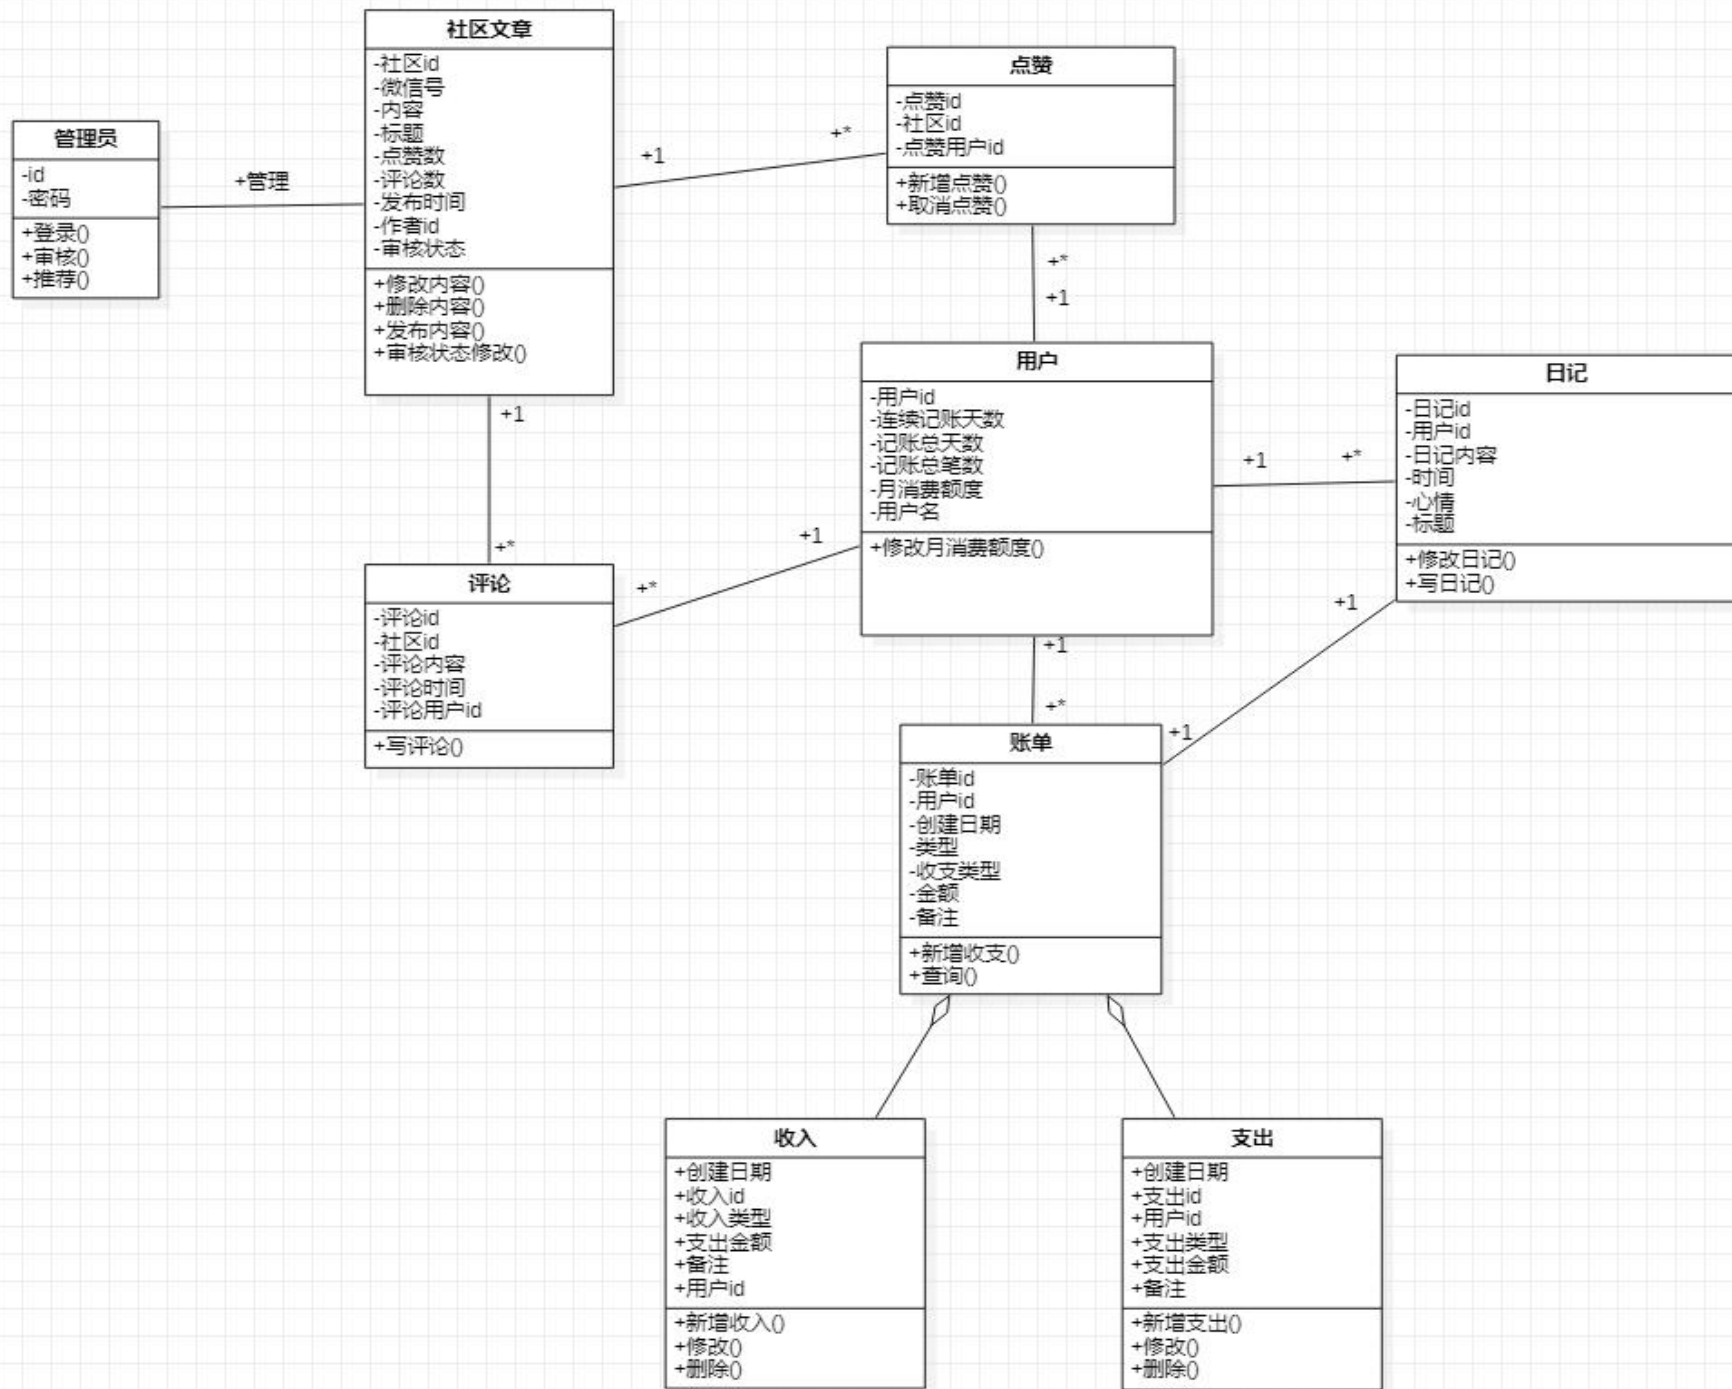 社区文章
-社区id
-微信号
-内容
-标题
-点赞数
-评论数
-发布时间
-作者id
-审核状态
+修改内容()
+删除内容()
+发布内容()
+审核状态修改()
点赞
-点赞id
-社区id
-点赞用户id
+新增点赞()
+取消点赞()
管理员
-id
-密码
+登录()
+审核()
+推荐()
+管理
+1
+*
+*
+1
用户
-用户id
-连续记账天数
-记账总天数
-记账总笔数
-月消费额度
-用户名
+修改月消费额度()
日记
-日记id
-用户id
-日记内容
-时间
-心情
-标题
+修改日记()
+写日记()
+1
+*
+1
+*
+1
+*
评论
-评论id
-社区id
-评论内容
-评论时间
-评论用户id
+写评论()
+1
+*
+1
+1
账单
-账单id
-用户id
-创建日期
-类型
-收支类型
-金额
-备注
+新增收支()
+查询()
收入
+创建日期
+收入id
+收入类型
+支出金额
+备注
+用户id
+新增收入()
+修改()
+删除()
支出
+创建日期
+支出id
+用户id
+支出类型
+支出金额
+备注
+新增支出()
+修改()
+删除()